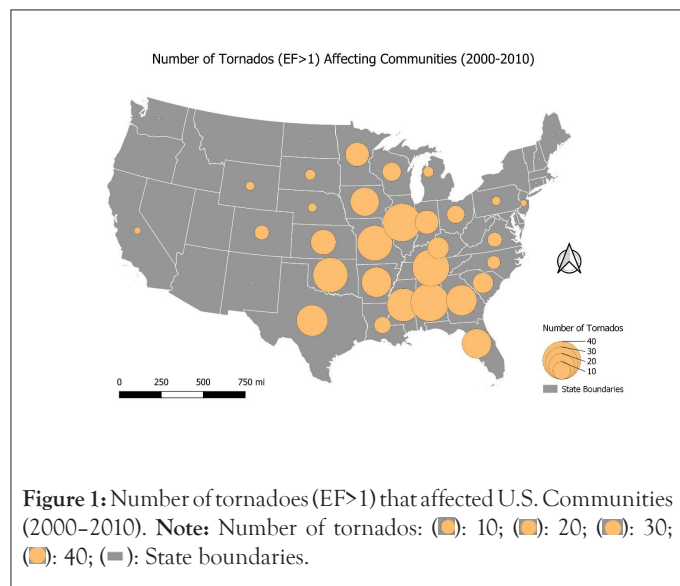 Number of Tornados (EF>1) Affecting Communities (2000-2010)
Number of Tornados
40
30
20
10
State Boundaries
0 250 500 750 mi
Figure 1: Number of tornadoes (EF>1) that affected U.S. Communities
(2000–2010). Note: Number of tornados: ( ): 10; ( ): 20; ( ): 30;
( ): 40; ( ): State boundaries.